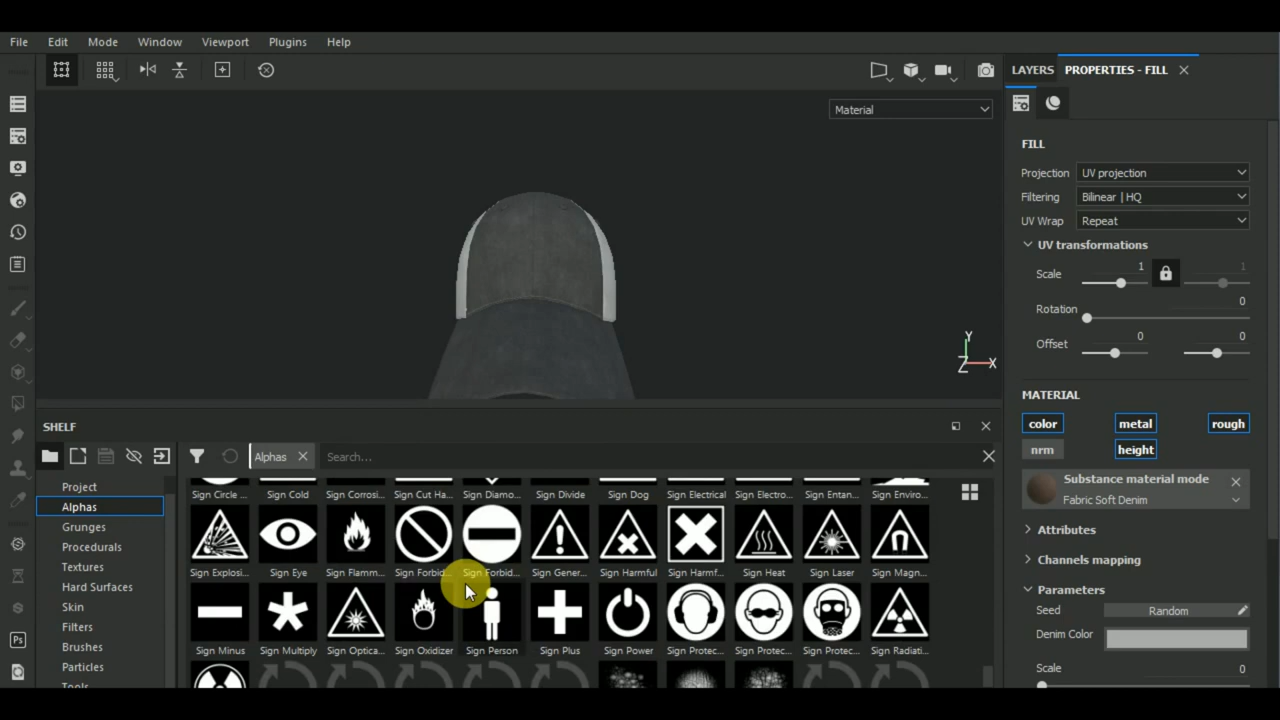 File Edit Mode Window Viewport Plugins Help
LAYERS PROPERTIES - FILL
Material
Y
Z X
FILL
Projection UV projection
Filtering Bilinear | HQ
UV Wrap Repeat
UV transformations
Scale 1 1
Rotation 0
Offset 0 0
MATERIAL
color metal rough
nrm height
Substance material mode
Fabric Soft Denim
Attributes
Channels mapping
Parameters
Seed Random
Denim Color
Scale 0
SHELF
Alphas Search...
Project
Alphas
Grunges
Procedurals
Textures
Hard Surfaces
Skin
Filters
Brushes
Particles
Tools
Sign Circle ... Sign Cold Sign Corrosi... Sign Cut Ha... Sign Diamo... Sign Divide Sign Dog Sign Electrical Sign Electro... Sign Entan... Sign Enviro...
Sign Explosi... Sign Eye Sign Flamm... Sign Forbid... Sign Forbid... Sign Gener... Sign Harmful Sign Harmf... Sign Heat Sign Laser Sign Magn...
Sign Minus Sign Multiply Sign Optica... Sign Oxidizer Sign Person Sign Plus Sign Power Sign Protec... Sign Protec... Sign Protec... Sign Radiati...
Ps